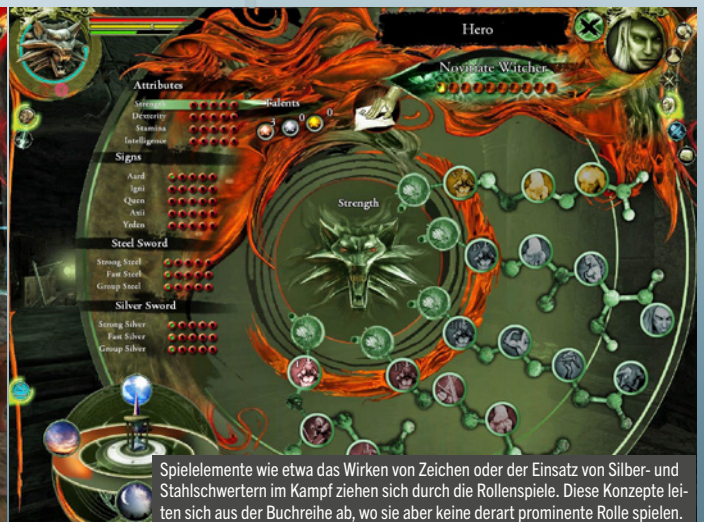 Hero
Novitiate Witcher
Attributes
Strength
Dexterity
Stamina
Intelligence
Talents
0
0
Signs
Aard
Igni
Quen
Axii
Yrden
Steel Sword
Strong Steel
Fast Steel
Group Steel
Silver Sword
Strong Silver
Fast Silver
Group Silver
Strength
Spielelemente wie etwa das Wirken von Zeichen oder der Einsatz von Silber- und
Stahlschwertern im Kampf ziehen sich durch die Rollenspiele. Diese Konzepte lei-
ten sich aus der Buchreihe ab, wo sie aber keine derart prominente Rolle spielen.